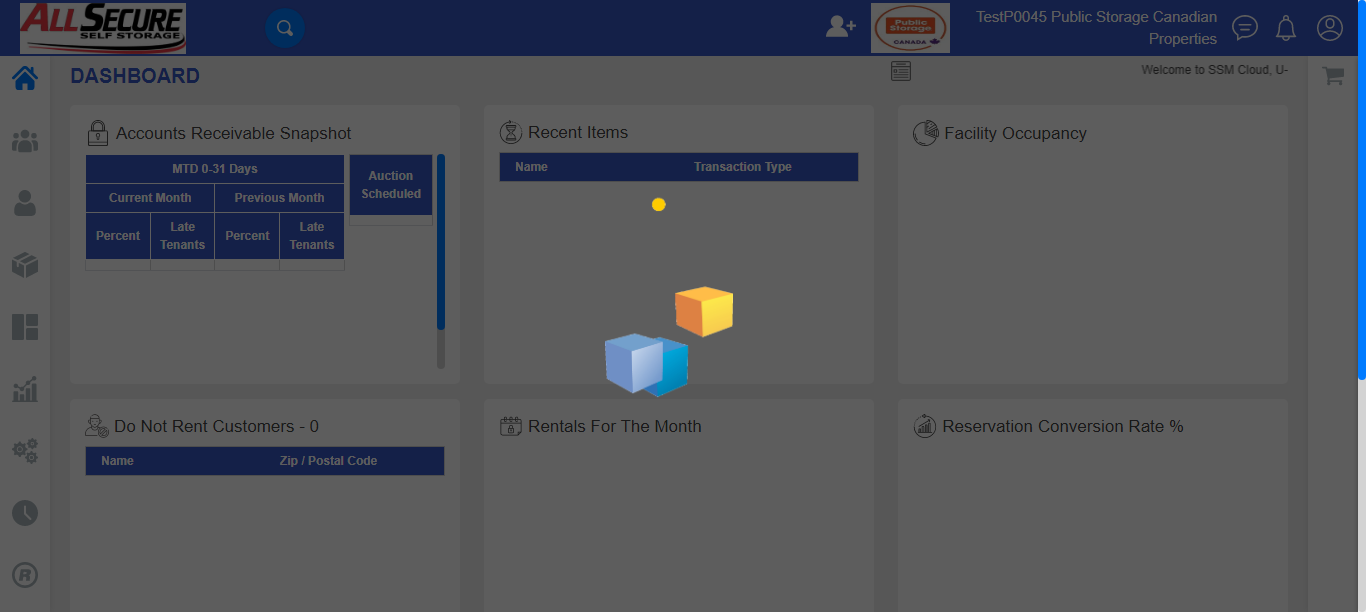 ALLSECURE
SELF STORAGE
Public
Storage
CANADA
TestP0045 Public Storage Canadian
Properties
DASHBOARD
Welcome to SSM Cloud, U-
Accounts Receivable Snapshot
MTD 0-31 Days
Current Month
Previous Month
Percent
Late
Tenants
Percent
Late
Tenants
Auction
Scheduled
Recent Items
Name
Transaction Type
Facility Occupancy
Do Not Rent Customers - 0
Name
Zip / Postal Code
Rentals For The Month
Reservation Conversion Rate %
R